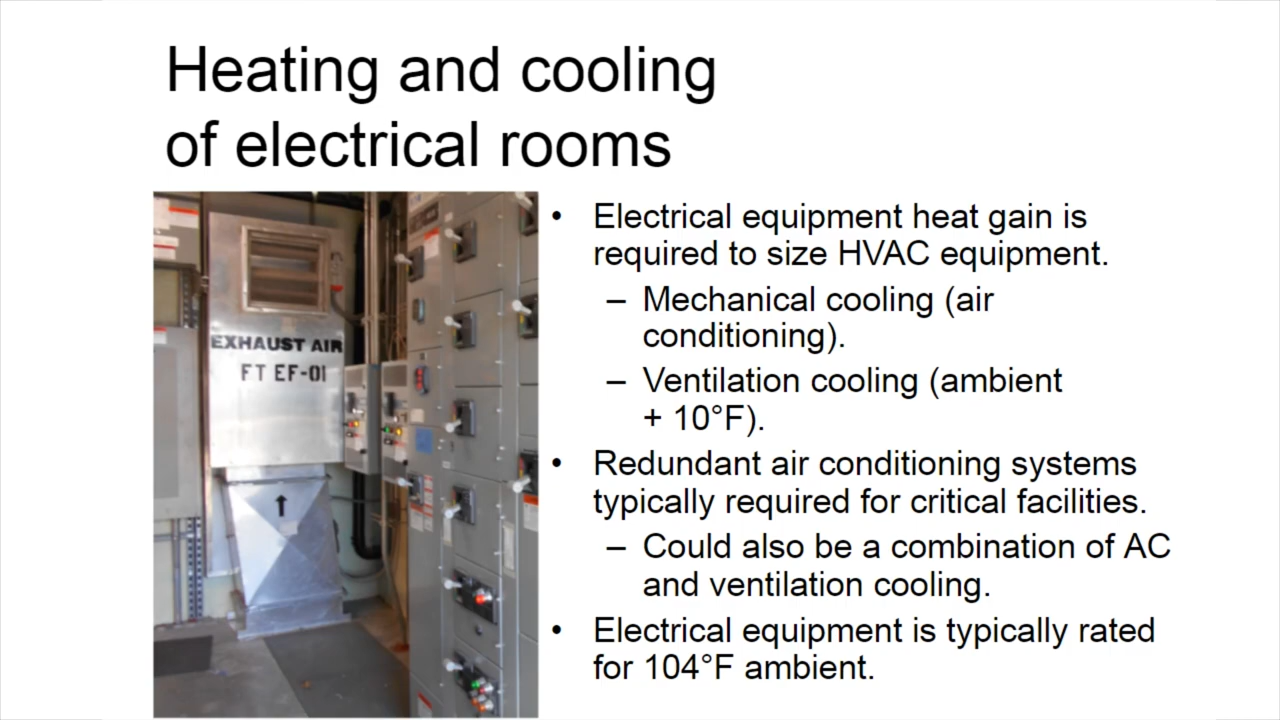 Heating and cooling
of electrical rooms
• Electrical equipment heat gain is
required to size HVAC equipment.
– Mechanical cooling (air
conditioning).
– Ventilation cooling (ambient
+ 10°F).
• Redundant air conditioning systems
typically required for critical facilities.
– Could also be a combination of AC
and ventilation cooling.
• Electrical equipment is typically rated
for 104°F ambient.
EXHAUST AIR
FT EF-01